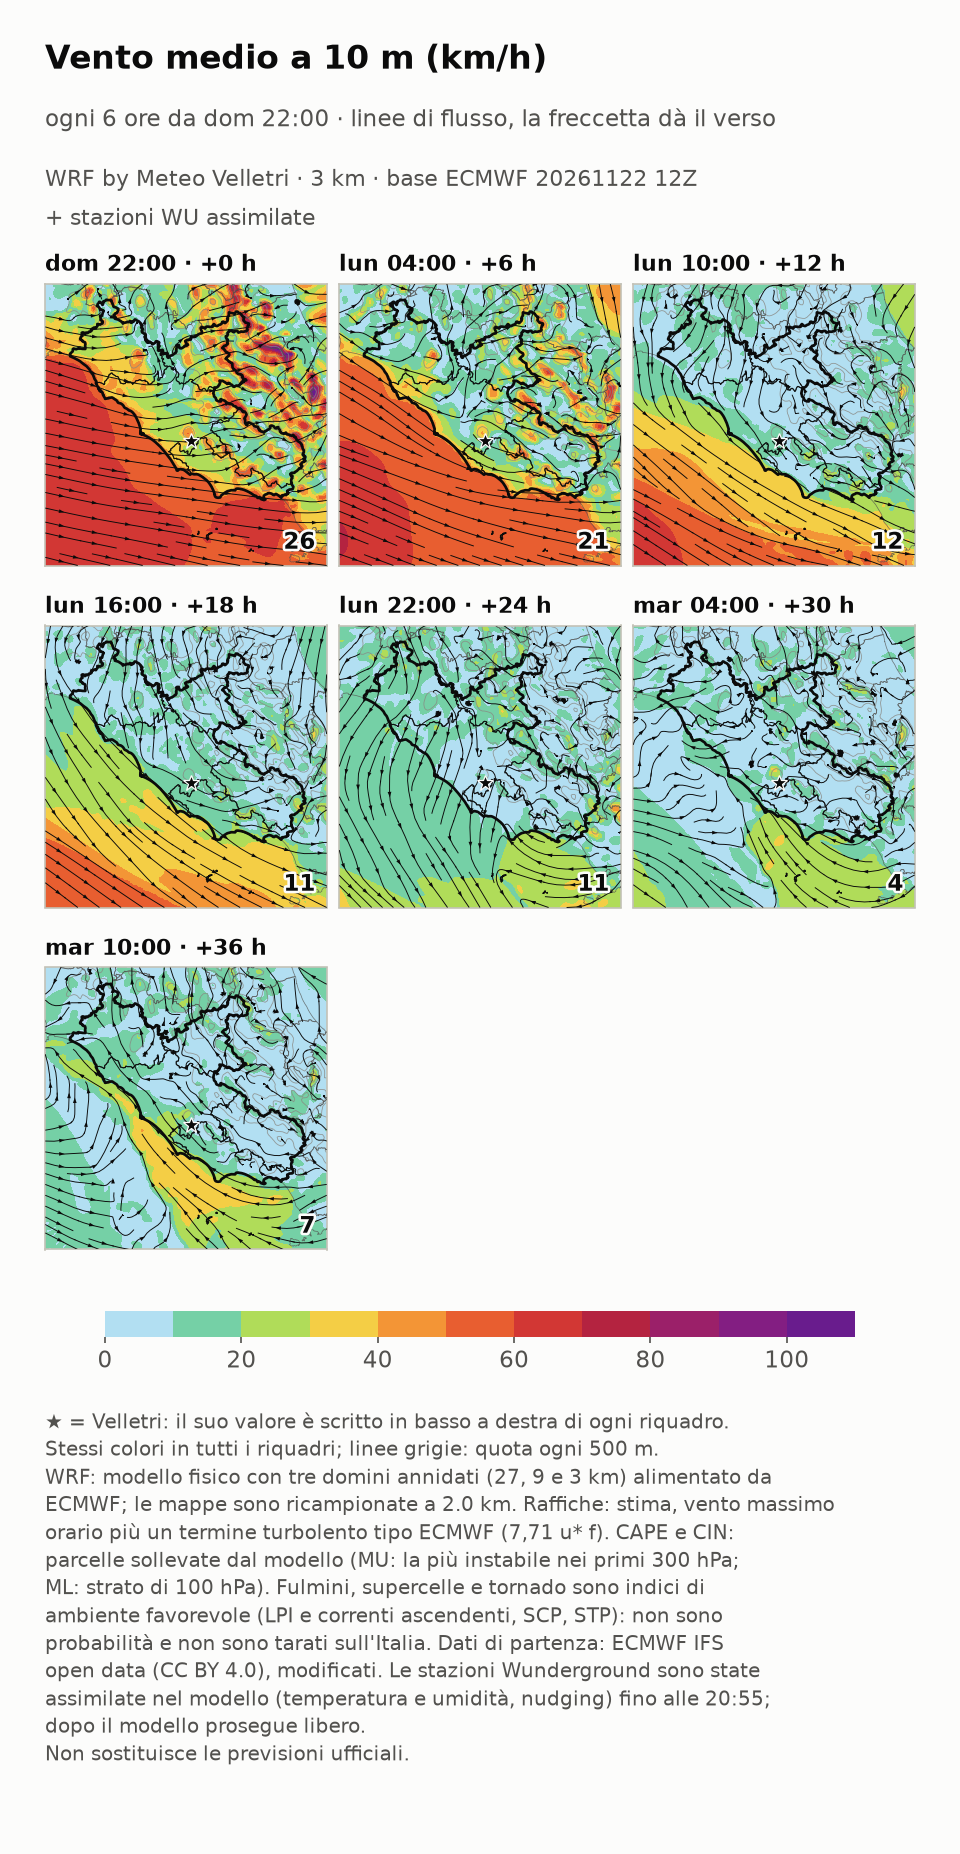 Vento medio a 10 m (km/h)
ogni 6 ore da dom 22:00 · linee di flusso, la freccetta dà il verso
WRF by Meteo Velletri · 3 km · base ECMWF 20261122 12Z
+ stazioni WU assimilate
dom 22:00 · +0 h
lun 04:00 · +6 h
lun 10:00 · +12 h
26
21
12
lun 16:00 · +18 h
lun 22:00 · +24 h
mar 04:00 · +30 h
11
11
4
mar 10:00 · +36 h
7
0 20 40 60 80 100
★ = Velletri: il suo valore è scritto in basso a destra di ogni riquadro.
Stessi colori in tutti i riquadri; linee grigie: quota ogni 500 m.
WRF: modello fisico con tre domini annidati (27, 9 e 3 km) alimentato da
ECMWF; le mappe sono ricampionate a 2.0 km. Raffiche: stima, vento massimo
orario più un termine turbolento tipo ECMWF (7,71 u* f). CAPE e CIN:
parcelle sollevate dal modello (MU: la più instabile nei primi 300 hPa;
ML: strato di 100 hPa). Fulmini, supercelle e tornado sono indici di
ambiente favorevole (LPI e correnti ascendenti, SCP, STP): non sono
probabilità e non sono tarati sull'Italia. Dati di partenza: ECMWF IFS
open data (CC BY 4.0), modificati. Le stazioni Wunderground sono state
assimilate nel modello (temperatura e umidità, nudging) fino alle 20:55;
dopo il modello prosegue libero.
Non sostituisce le previsioni ufficiali.